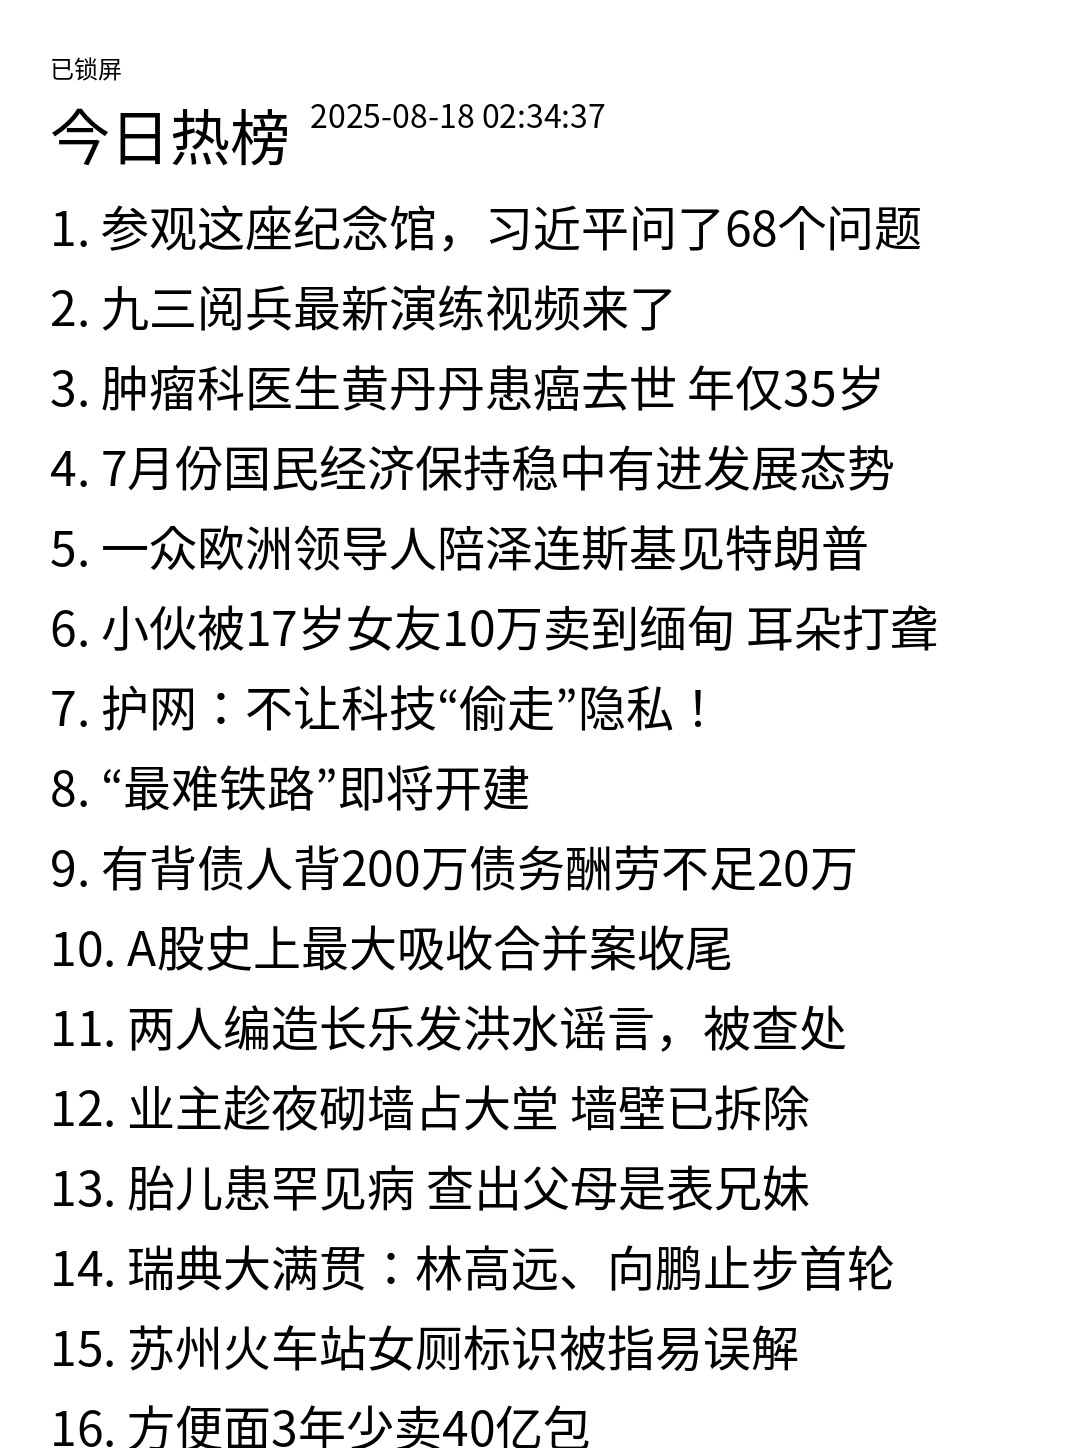 已锁屏
今日热榜 2025-08-18 02:34:37
1. 参观这座纪念馆，习近平问了68个问题
2. 九三阅兵最新演练视频来了
3. 肿瘤科医生黄丹丹患癌去世 年仅35岁
4. 7月份国民经济保持稳中有进发展态势
5. 一众欧洲领导人陪泽连斯基见特朗普
6. 小伙被17岁女友10万卖到缅甸 耳朵打聋
7. 护网：不让科技“偷走”隐私！
8. “最难铁路”即将开建
9. 有背债人背200万债务酬劳不足20万
10. A股史上最大吸收合并案收尾
11. 两人编造长乐发洪水谣言，被查处
12. 业主趁夜砌墙占大堂 墙壁已拆除
13. 胎儿患罕见病 查出父母是表兄妹
14. 瑞典大满贯：林高远、向鹏止步首轮
15. 苏州火车站女厕标识被指易误解
16. 方便面3年少卖40亿包